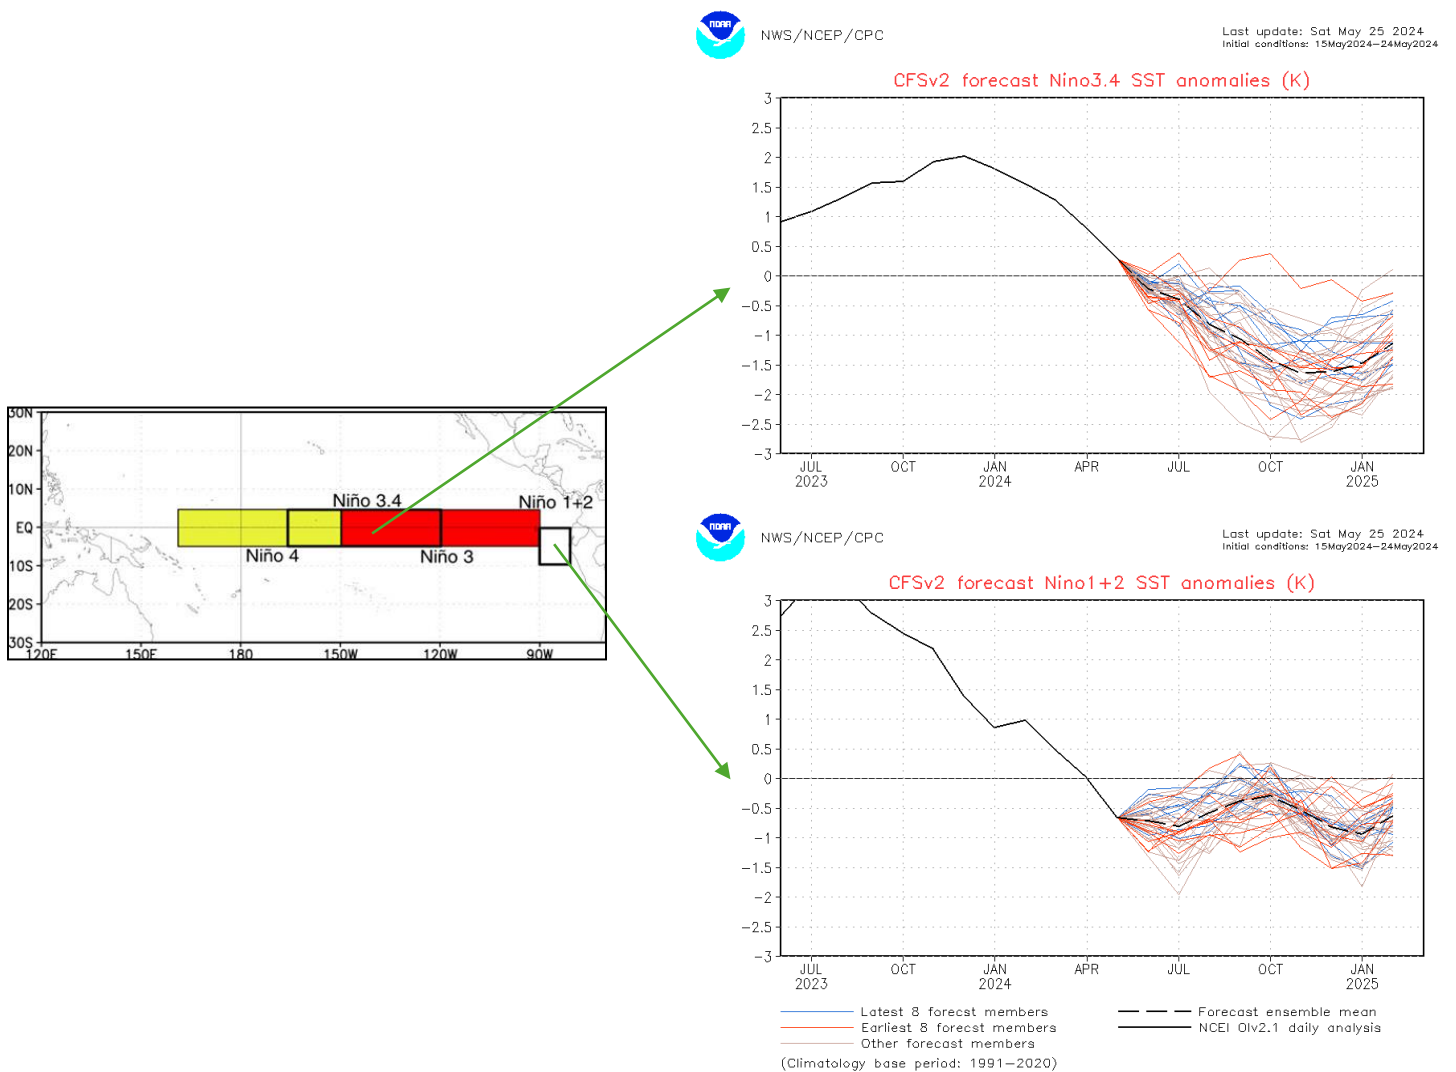 NOAA
NWS/NCEP/CPC
Last update: Sat May 25 2024
Initial conditions: 15May2024–24May2024
CFSv2 forecast Nino3.4 SST anomalies (K)
3
2.5
2
1.5
1
0.5
0
−0.5
−1
−1.5
−2
−2.5
−3
JUL OCT JAN APR JUL OCT JAN
2023 2024 2025
30N
20N
10N
EQ
10S
20S
30S
120E 150E 180 150W 120W 90W
Niño 3.4
Niño 1+2
Niño 4
Niño 3
NOAA
NWS/NCEP/CPC
Last update: Sat May 25 2024
Initial conditions: 15May2024–24May2024
CFSv2 forecast Nino1+2 SST anomalies (K)
3
2.5
2
1.5
1
0.5
0
−0.5
−1
−1.5
−2
−2.5
−3
JUL OCT JAN APR JUL OCT JAN
2023 2024 2025
Latest 8 forecst members
Earliest 8 forecst members
Other forecast members
(Climatology base period: 1991–2020)
Forecast ensemble mean
NCEI OIv2.1 daily analysis